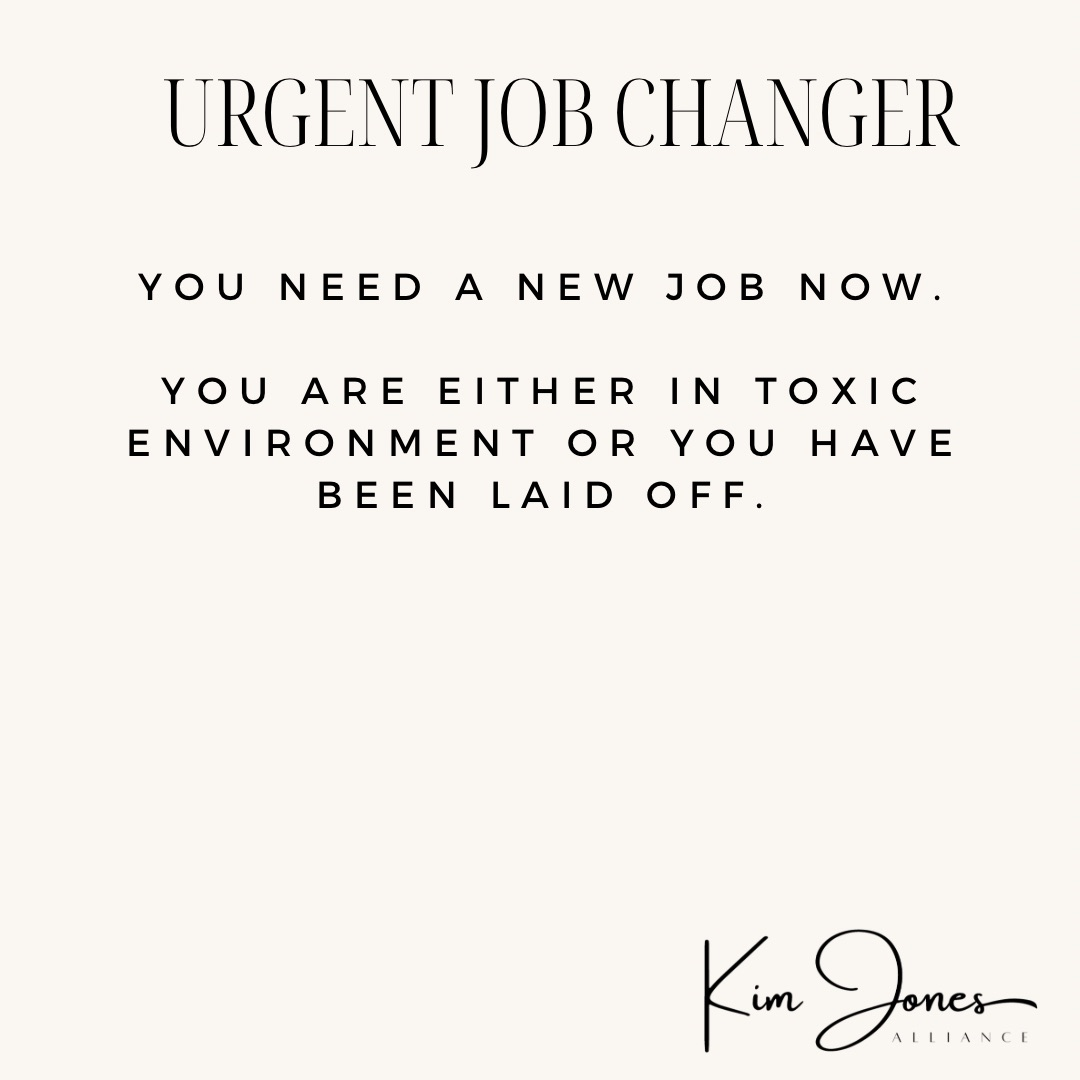 URGENT JOB CHANGER
YOU NEED A NEW JOB NOW.
YOU ARE EITHER IN TOXIC
ENVIRONMENT OR YOU HAVE
BEEN LAID OFF.
Kim Jones
ALLIANCE